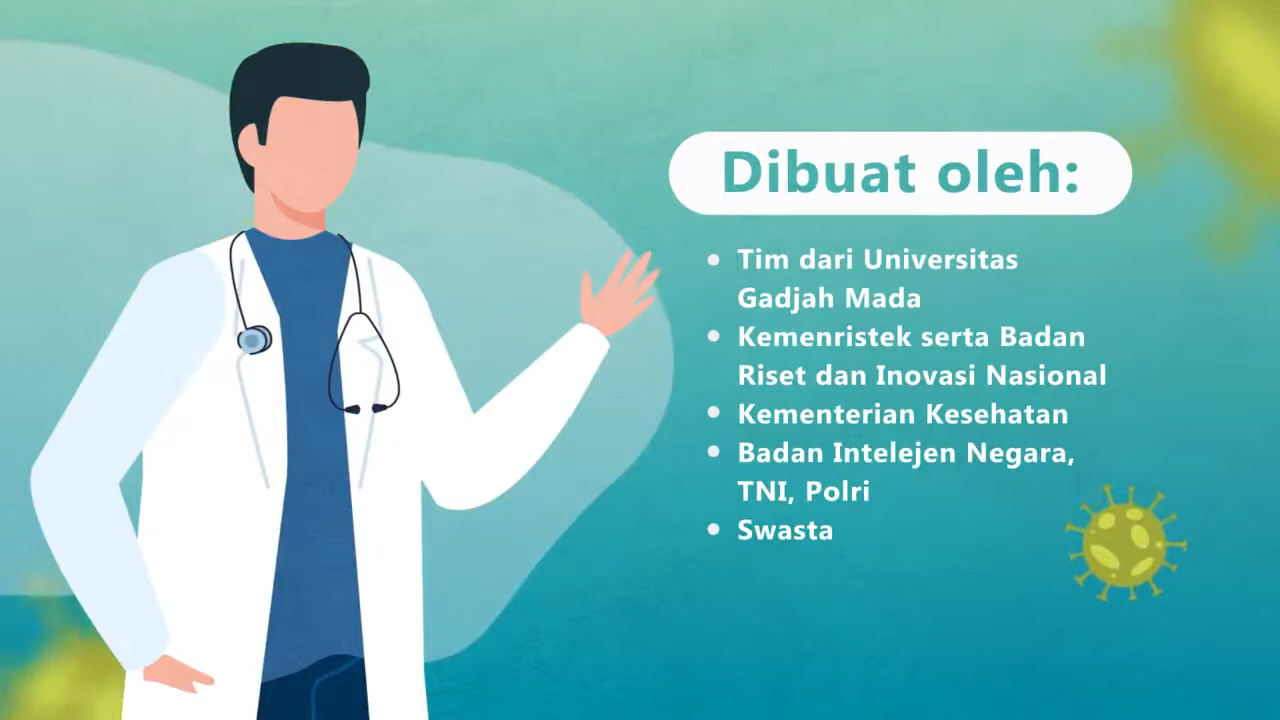 Dibuat oleh:
• Tim dari Universitas
Gadjah Mada
• Kemenristek serta Badan
Riset dan Inovasi Nasional
• Kementerian Kesehatan
• Badan Intelejen Negara,
TNI, Polri
• Swasta